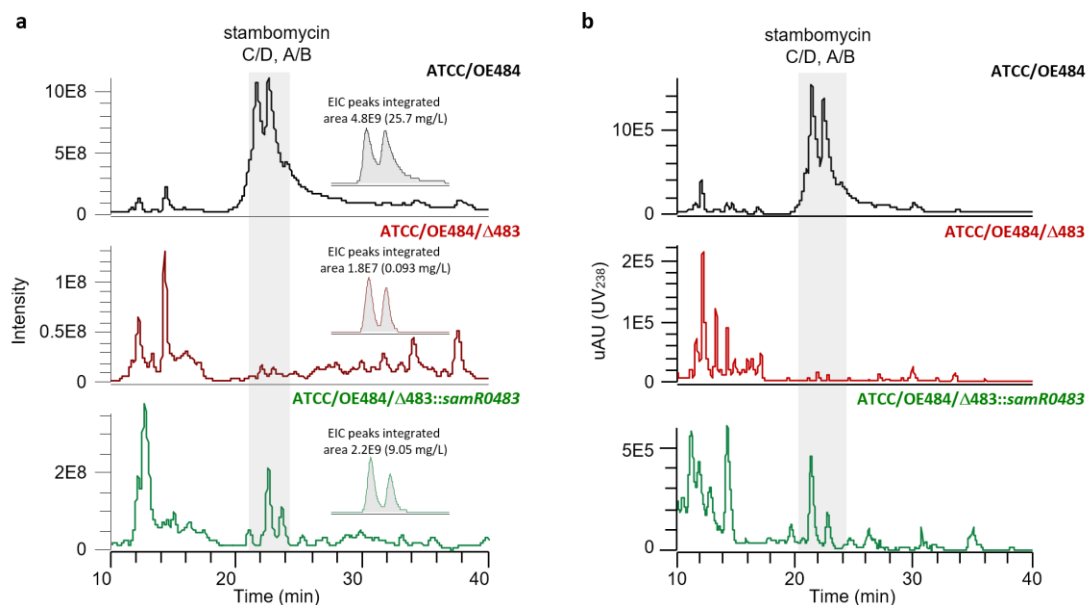 a
stambomycin
C/D, A/B
ATCC/OE484
10E8
5E8
0
EIC peaks integrated
area 4.8E9 (25.7 mg/L)
ATCC/OE484/Δ483
1E8
0.5E8
0
EIC peaks integrated
area 1.8E7 (0.093 mg/L)
ATCC/OE484/Δ483::samR0483
2E8
0
EIC peaks integrated
area 2.2E9 (9.05 mg/L)
Intensity
10 20 30 40
Time (min)
b
stambomycin
C/D, A/B
ATCC/OE484
10E5
0
ATCC/OE484/Δ483
2E5
1E5
0
ATCC/OE484/Δ483::samR0483
5E5
0
uAU (UV₂₃₈)
10 20 30 40
Time (min)